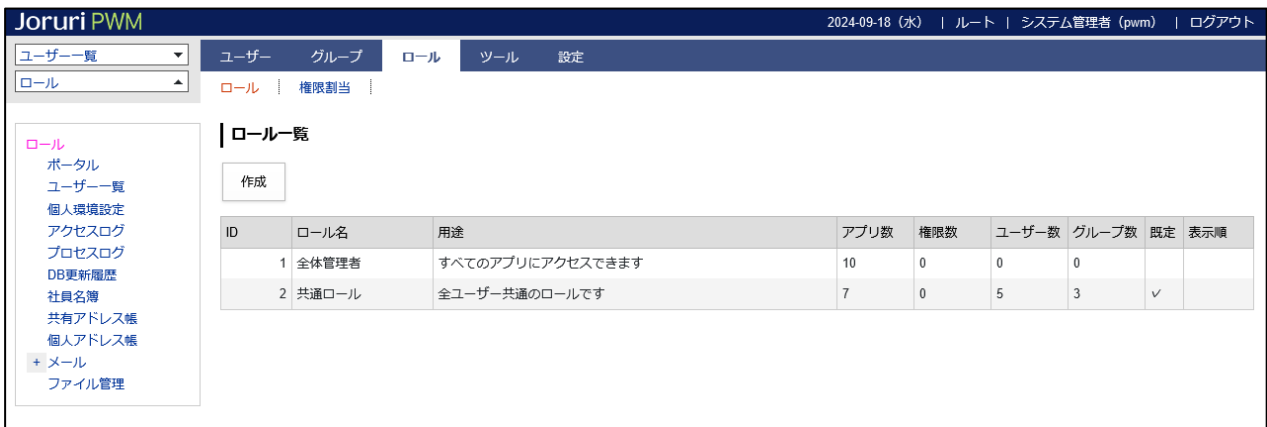 Joruri PWM
2024-09-18（水） | ルート | システム管理者（pwm） | ログアウト
ユーザー一覧
ロール
ユーザー グループ ロール ツール 設定
ロール 権限割当
ロール
ポータル
ユーザー一覧
個人環境設定
アクセスログ
プロセスログ
DB更新履歴
社員名簿
共有アドレス帳
個人アドレス帳
+ メール
ファイル管理
ロール一覧
作成
ID ロール名 用途 アプリ数 権限数 ユーザー数 グループ数 既定 表示順
1 全体管理者 すべてのアプリにアクセスできます 10 0 0 0
2 共通ロール 全ユーザー共通のロールです 7 0 5 3 ✓